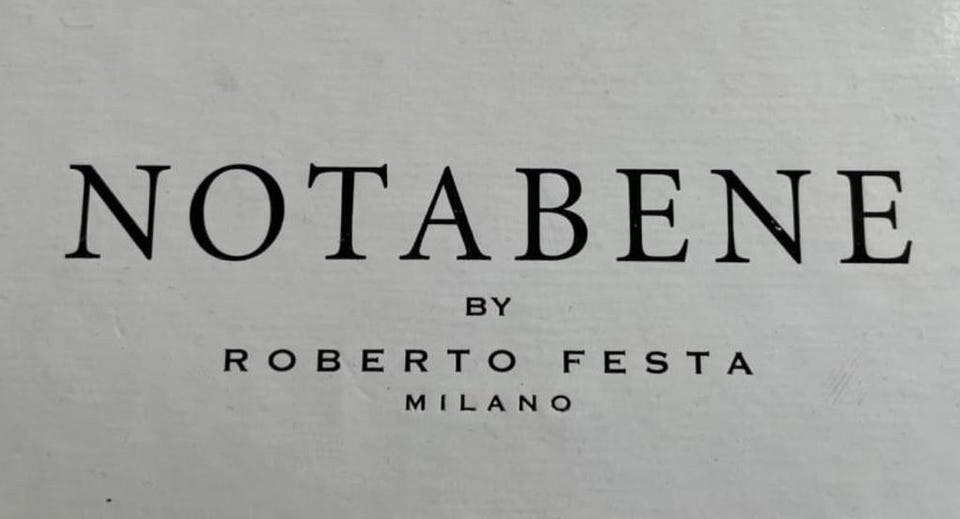 NOTABENE
BY
ROBERTO FESTA
MILANO